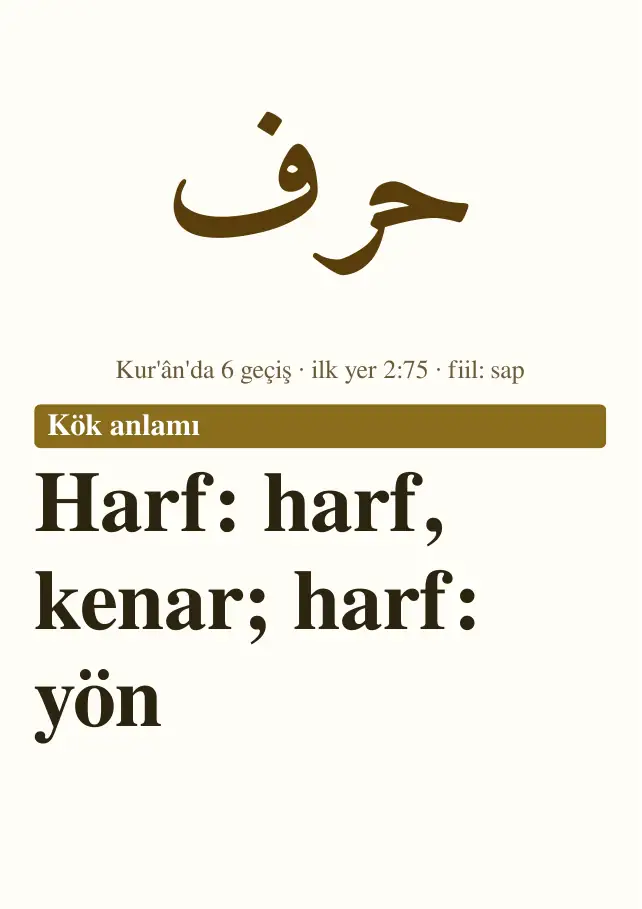 حرف
Kur'ân'da 6 geçiş · ilk yer 2:75 · fiil: sap
Kök anlamı
Harf: harf,
kenar; harf:
yön